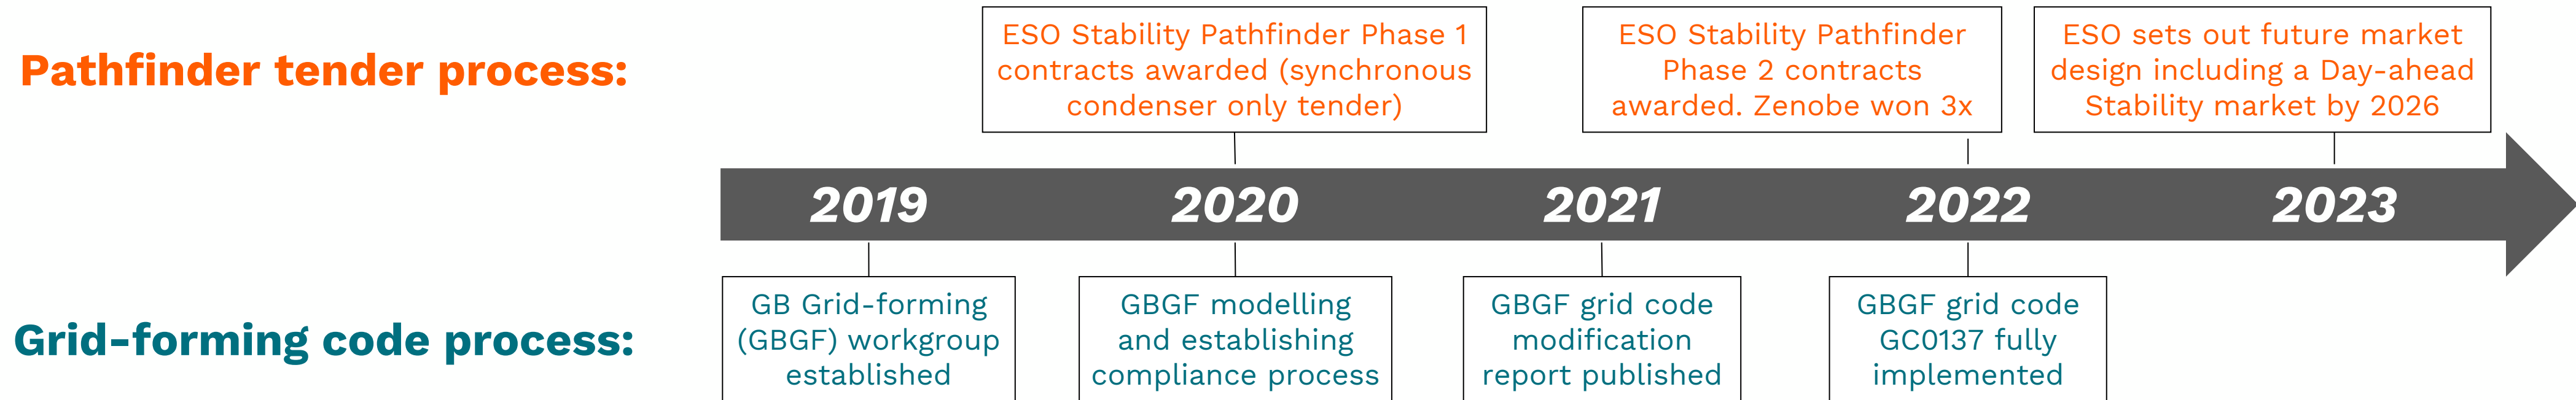 Pathfinder tender process:
ESO Stability Pathfinder Phase 1
contracts awarded (synchronous
condenser only tender)
ESO Stability Pathfinder
Phase 2 contracts
awarded. Zenobe won 3x
ESO sets out future market
design including a Day-ahead
Stability market by 2026
2019
2020
2021
2022
2023
Grid-forming code process:
GB Grid-forming
(GBGF) workgroup
established
GBGF modelling
and establishing
compliance process
GBGF grid code
modification
report published
GBGF grid code
GC0137 fully
implemented